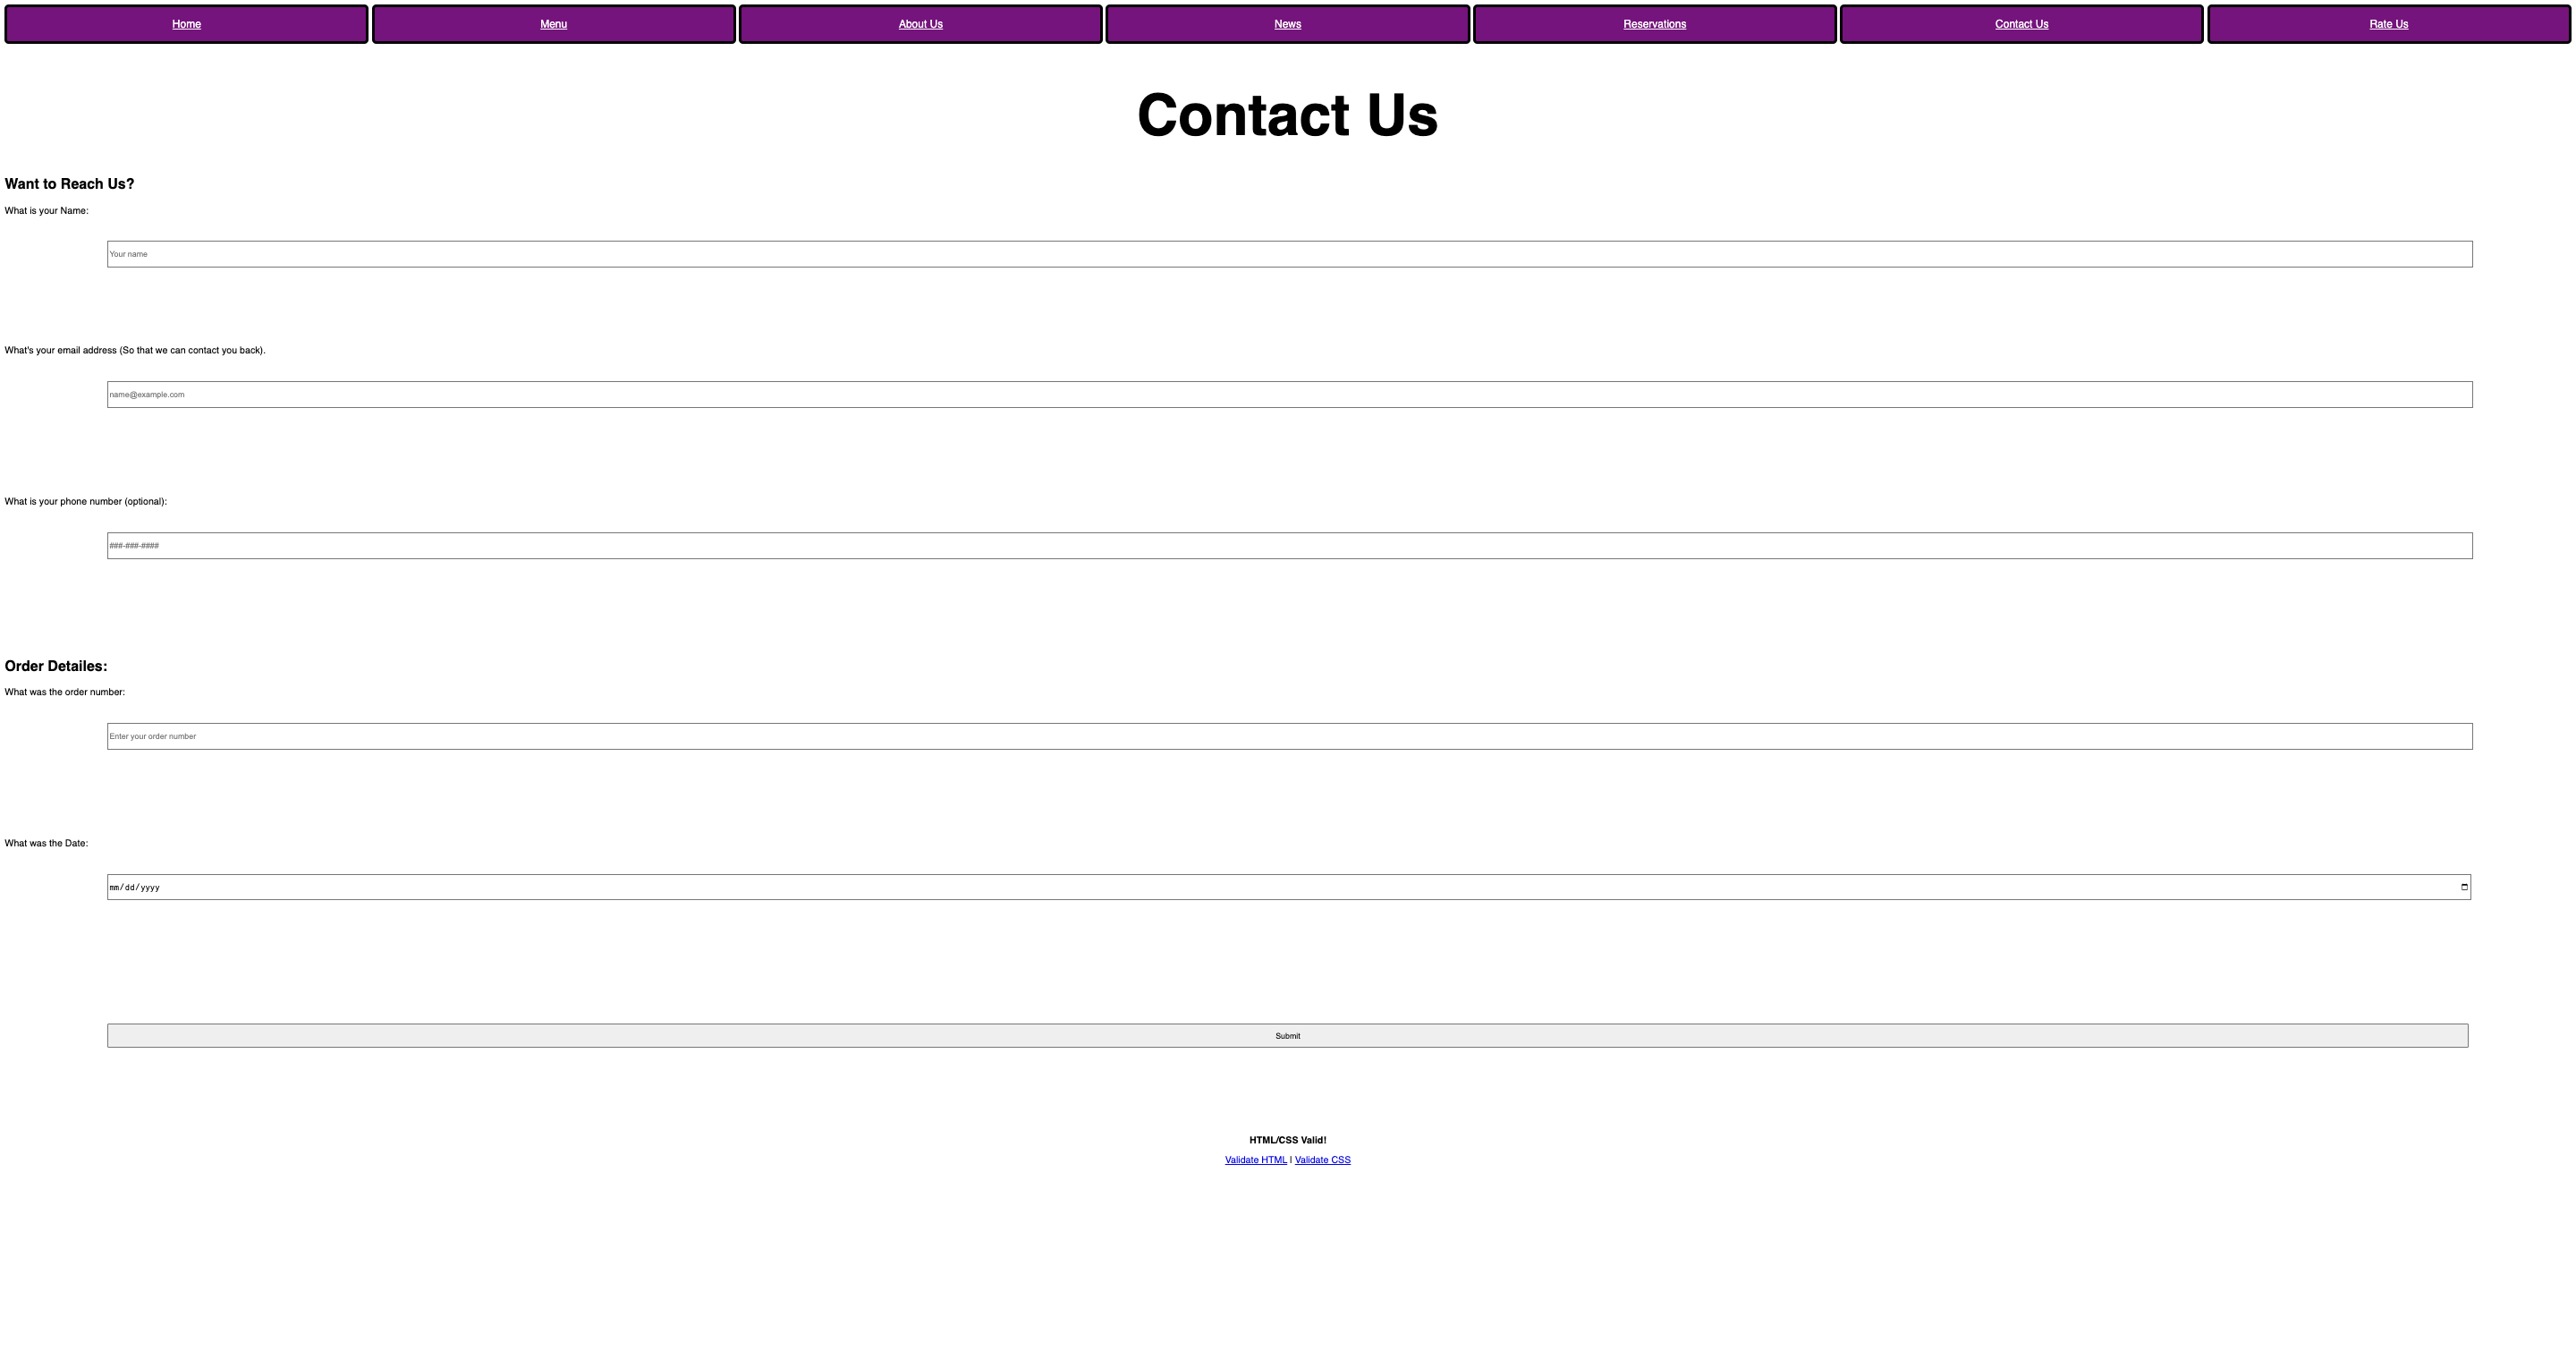 Home Menu About Us News Reservations Contact Us Rate Us
Contact Us
Want to Reach Us?
What is your Name:
Your name
What's your email address (So that we can contact you back).
name@example.com
What is your phone number (optional):
###-###-####
Order Detailes:
What was the order number:
Enter your order number
What was the Date:
mm/dd/yyyy
Submit
HTML/CSS Valid!
Validate HTML | Validate CSS